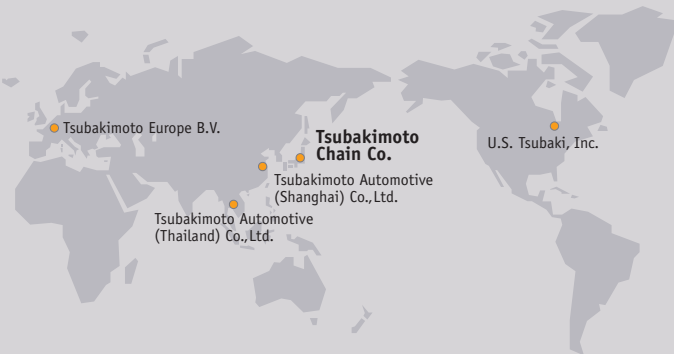 Tsubakimoto Europe B.V.
Tsubakimoto
Chain Co.
U.S. Tsubaki, Inc.
Tsubakimoto Automotive
(Shanghai) Co.,Ltd.
Tsubakimoto Automotive
(Thailand) Co.,Ltd.